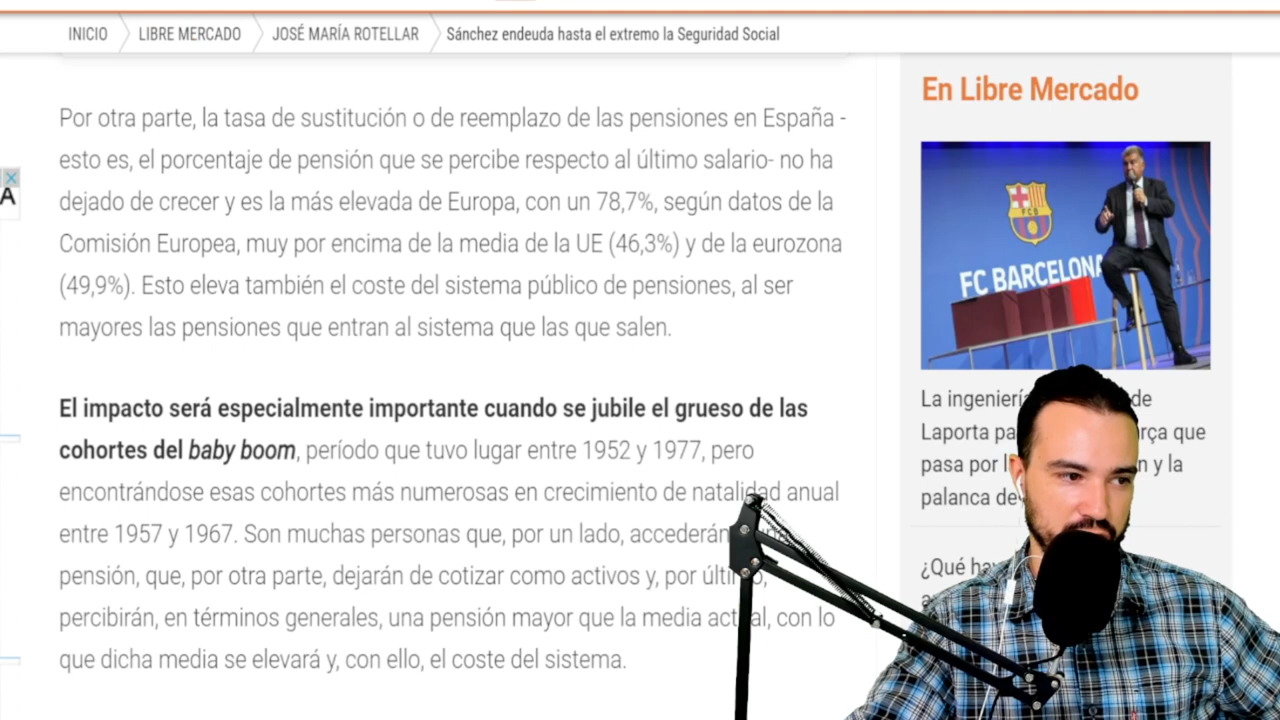 INICIO
LIBRE MERCADO
JOSÉ MARÍA ROTELLAR
Sánchez endeuda hasta el extremo la Seguridad Social
Por otra parte, la tasa de sustitución o de reemplazo de las pensiones en España -
esto es, el porcentaje de pensión que se percibe respecto al último salario- no ha
dejado de crecer y es la más elevada de Europa, con un 78,7%, según datos de la
Comisión Europea, muy por encima de la media de la UE (46,3%) y de la eurozona
(49,9%). Esto eleva también el coste del sistema público de pensiones, al ser
mayores las pensiones que entran al sistema que las que salen.
El impacto será especialmente importante cuando se jubile el grueso de las
cohortes del baby boom, período que tuvo lugar entre 1952 y 1977, pero
encontrándose esas cohortes más numerosas en crecimiento de natalidad anual
entre 1957 y 1967. Son muchas personas que, por un lado, accederán
pensión, que, por otra parte, dejarán de cotizar como activos y, por
percibirán, en términos generales, una pensión mayor que la media con lo
que dicha media se elevará y, con ello, el coste del sistema.
A
En Libre Mercado
FCB
FC BARCELONA
La de
Laporta que
pasa por n y la
palanca de
¿Qué